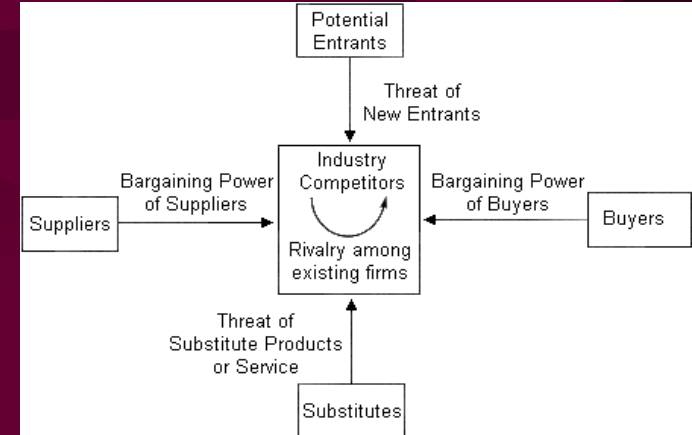 Potential
Entrants
Threat of
New Entrants
Industry
Competitors
Bargaining Power
of Suppliers
Bargaining Power
of Buyers
Suppliers
Buyers
Rivalry among
existing firms
Threat of
Substitute Products
or Service
Substitutes